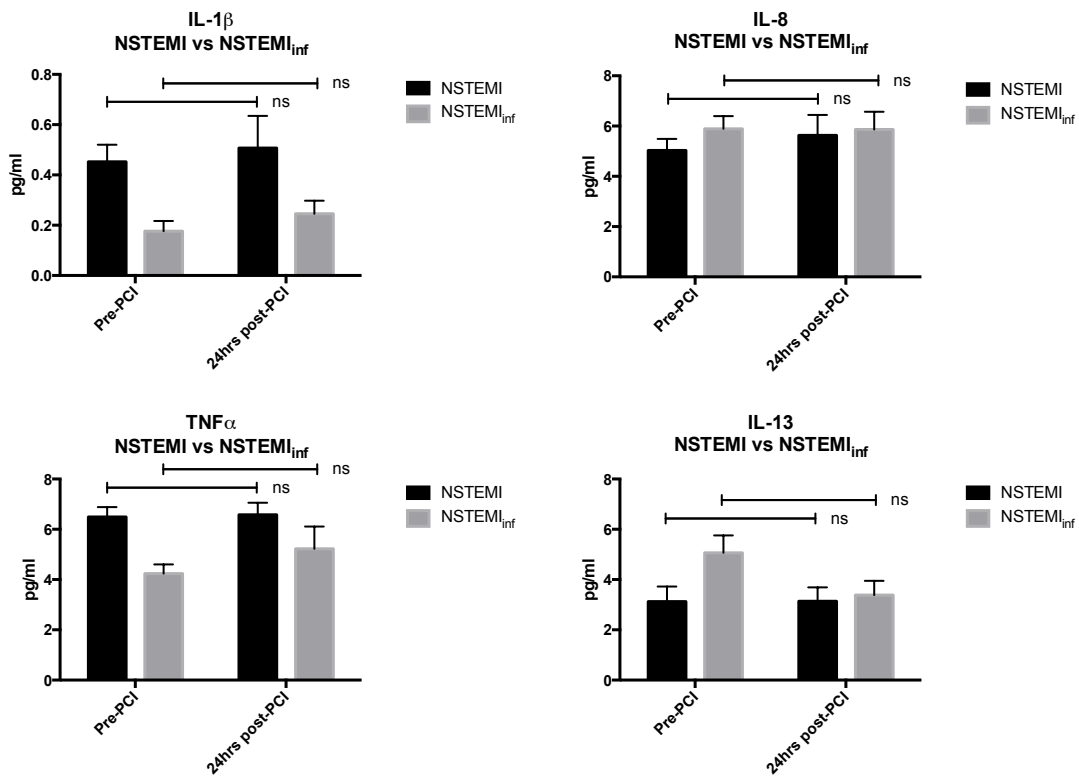 IL-1β
NSTEMI vs NSTEMIinf
0.8
0.6
0.4
0.2
0.0
pg/ml
ns
ns
NSTEMI
NSTEMIinf
Pre-PCI
24hrs post-PCI
IL-8
NSTEMI vs NSTEMIinf
8
6
4
2
0
pg/ml
ns
ns
NSTEMI
NSTEMIinf
Pre-PCI
24hrs post-PCI
TNFα
NSTEMI vs NSTEMIinf
8
6
4
2
0
pg/ml
ns
ns
NSTEMI
NSTEMIinf
Pre-PCI
24hrs post-PCI
IL-13
NSTEMI vs NSTEMIinf
8
6
4
2
0
pg/ml
ns
ns
NSTEMI
NSTEMIinf
Pre-PCI
24hrs post-PCI